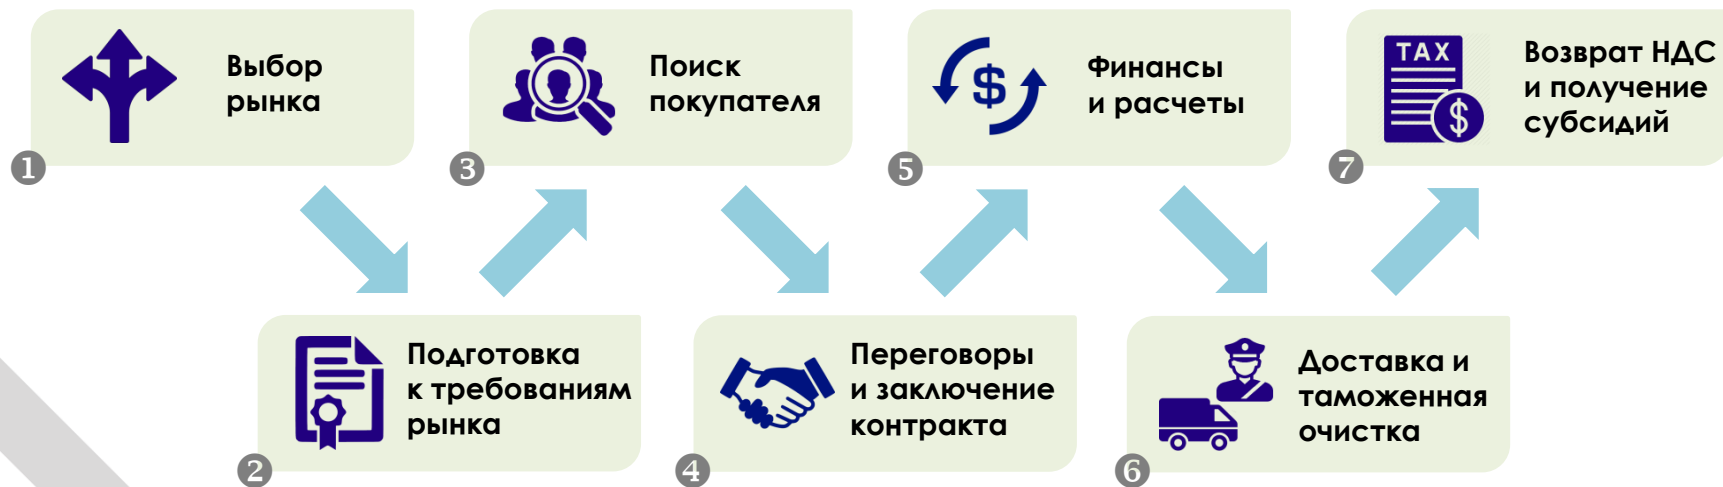 1
Выбор
рынка
2
Подготовка
к требованиям
рынка
3
Поиск
покупателя
4
Переговоры
и заключение
контракта
5
$
Финансы
и расчеты
6
Доставка и
таможенная
очистка
7
TAX
$
Возврат НДС
и получение
субсидий